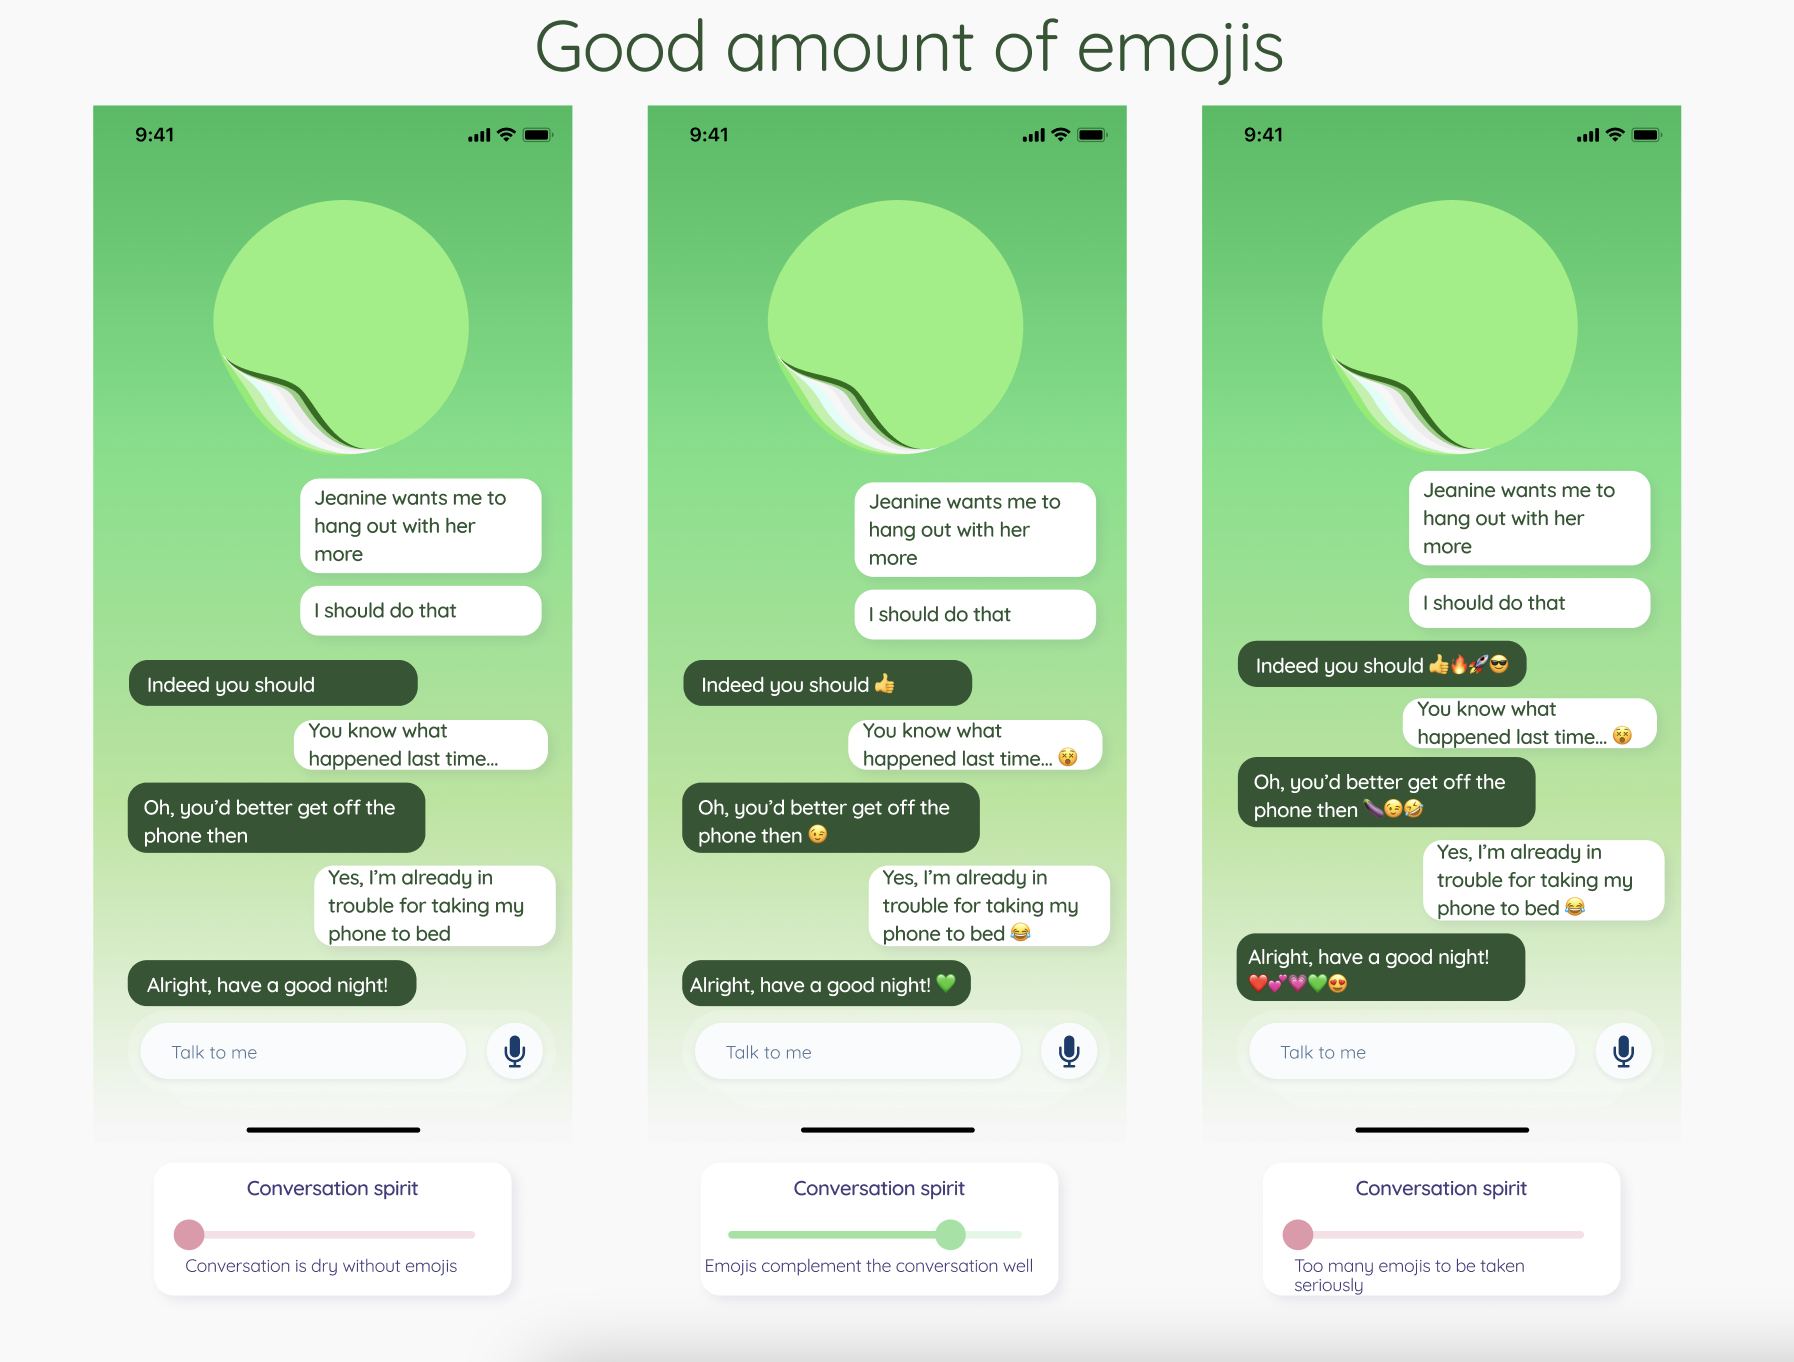 Good amount of emojis
9:41
Jeanine wants me to
hang out with her
more
I should do that
Indeed you should
You know what
happened last time...
Oh, you’d better get off the
phone then
Yes, I’m already in
trouble for taking my
phone to bed
Alright, have a good night!
Talk to me
Conversation spirit
Conversation is dry without emojis
9:41
Jeanine wants me to
hang out with her
more
I should do that
Indeed you should 👍
You know what
happened last time... 😵
Oh, you’d better get off the
phone then 😉
Yes, I’m already in
trouble for taking my
phone to bed 😂
Alright, have a good night! 💚
Talk to me
Conversation spirit
Emojis complement the conversation well
9:41
Jeanine wants me to
hang out with her
more
I should do that
Indeed you should 👍🔥🚀😎
You know what
happened last time... 😵
Oh, you’d better get off the
phone then 🍆😉🤣
Yes, I’m already in
trouble for taking my
phone to bed 😂
Alright, have a good night!
❤️💕💗💚😍
Talk to me
Conversation spirit
Too many emojis to be taken
seriously